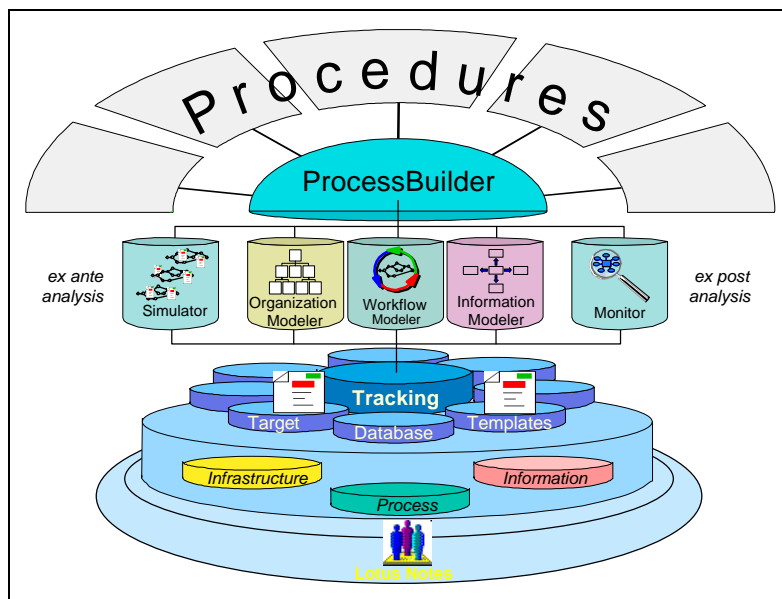 Procedures
ProcessBuilder
ex ante
analysis
Simulator
Organization
Modeler
Workflow
Modeler
Information
Modeler
Monitor
ex post
analysis
Tracking
Target
Database
Templates
Infrastructure
Process
Information
Lotus Notes